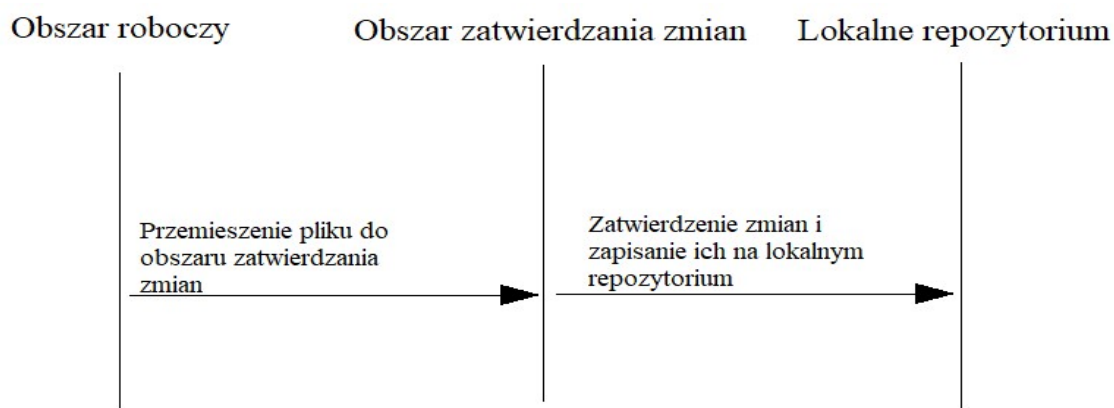 Obszar roboczy
Obszar zatwierdzania zmian
Lokalne repozytorium
Przemieszenie pliku do
obszaru zatwierdzania
zmian
Zatwierdzenie zmian i
zapisanie ich na lokalnym
repozytorium